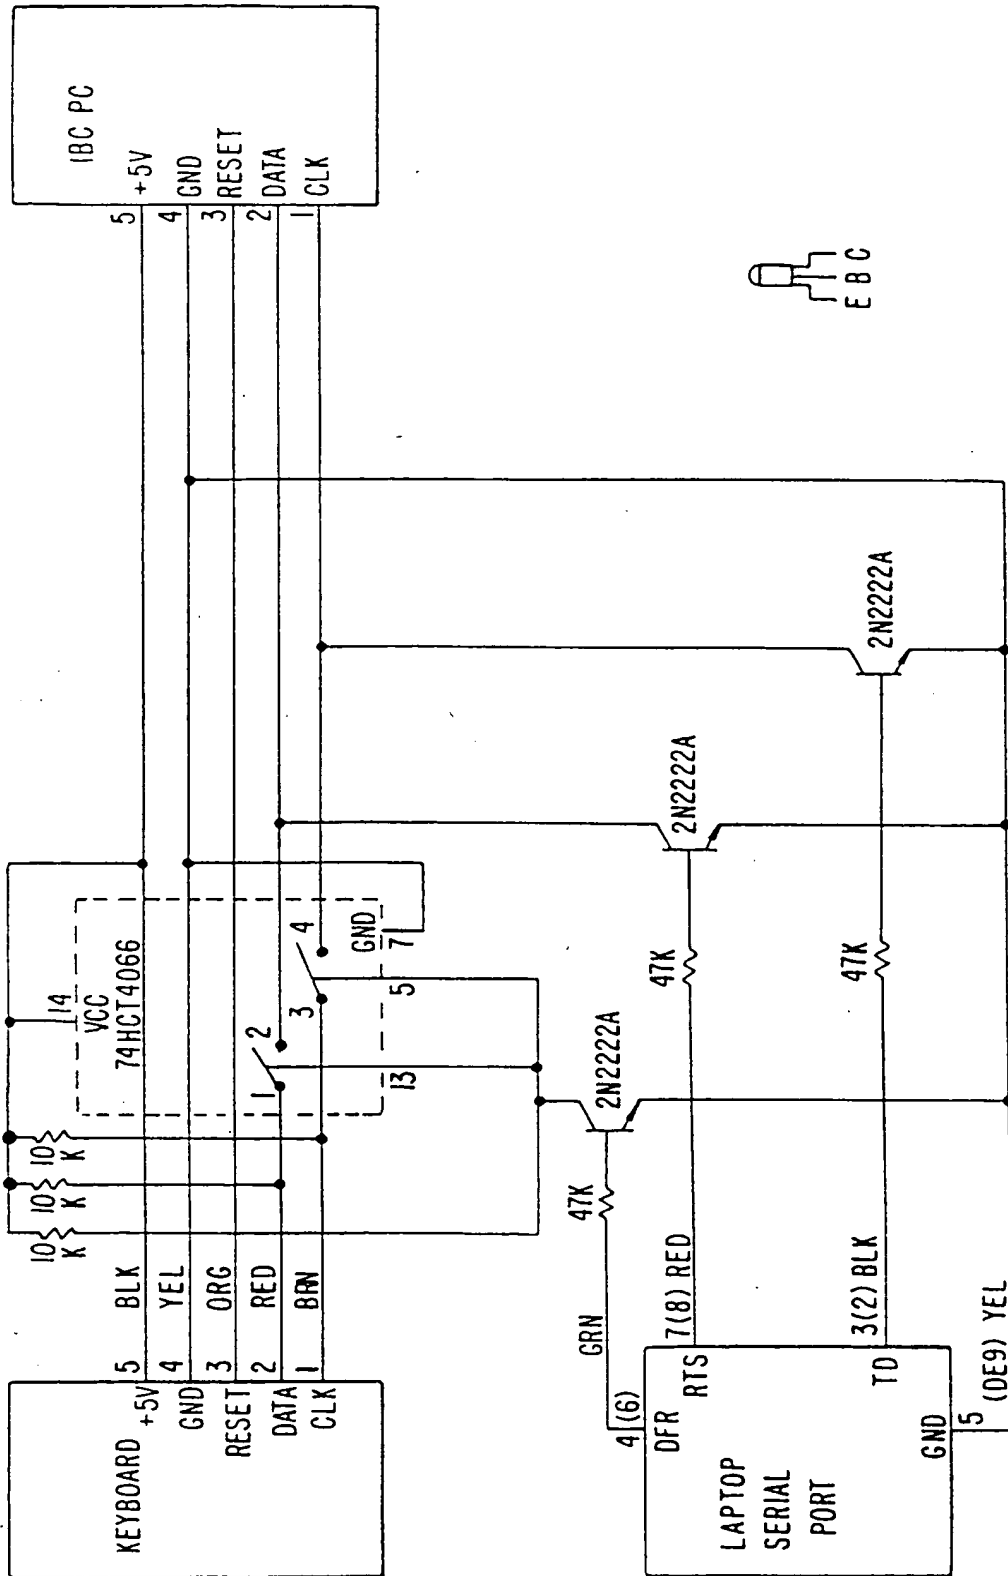 KEYBOARD
+5V 5 BLK
GND 4 YEL
RESET 3 ORG
DATA 2 RED
CLK 1 BRN
10 K
10 K
10 K
14
VCC
74HCT4066
1 2
3 4
GND
7
13
5
IBC PC
5 +5V
4 GND
3 RESET
2 DATA
1 CLK
LAPTOP
SERIAL
PORT
DFR
4 (6)
GRN
47K
2N2222A
RTS
7(8) RED
47K
2N2222A
TD
3(2) BLK
47K
2N2222A
GND
5
(DE9) YEL
E B C